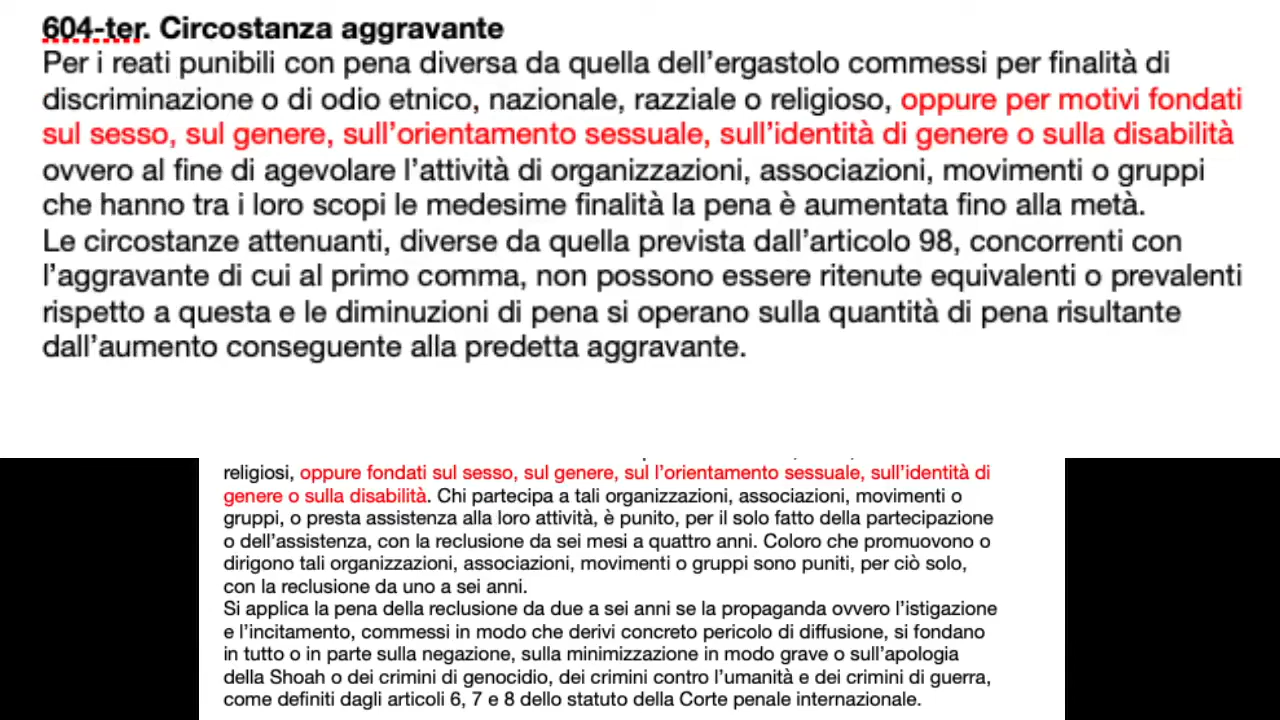 604-ter. Circostanza aggravante
Per i reati punibili con pena diversa da quella dell’ergastolo commessi per finalità di
discriminazione o di odio etnico, nazionale, razziale o religioso, oppure per motivi fondati
sul sesso, sul genere, sull’orientamento sessuale, sull’identità di genere o sulla disabilità
ovvero al fine di agevolare l’attività di organizzazioni, associazioni, movimenti o gruppi
che hanno tra i loro scopi le medesime finalità la pena è aumentata fino alla metà.
Le circostanze attenuanti, diverse da quella prevista dall’articolo 98, concorrenti con
l’aggravante di cui al primo comma, non possono essere ritenute equivalenti o prevalenti
rispetto a questa e le diminuzioni di pena si operano sulla quantità di pena risultante
dall’aumento conseguente alla predetta aggravante.
religiosi, oppure fondati sul sesso, sul genere, sul l’orientamento sessuale, sull’identità di
genere o sulla disabilità. Chi partecipa a tali organizzazioni, associazioni, movimenti o
gruppi, o presta assistenza alla loro attività, è punito, per il solo fatto della partecipazione
o dell’assistenza, con la reclusione da sei mesi a quattro anni. Coloro che promuovono o
dirigono tali organizzazioni, associazioni, movimenti o gruppi sono puniti, per ciò solo,
con la reclusione da uno a sei anni.
Si applica la pena della reclusione da due a sei anni se la propaganda ovvero l’istigazione
e l’incitamento, commessi in modo che derivi concreto pericolo di diffusione, si fondano
in tutto o in parte sulla negazione, sulla minimizzazione in modo grave o sull’apologia
della Shoah o dei crimini di genocidio, dei crimini contro l’umanità e dei crimini di guerra,
come definiti dagli articoli 6, 7 e 8 dello statuto della Corte penale internazionale.